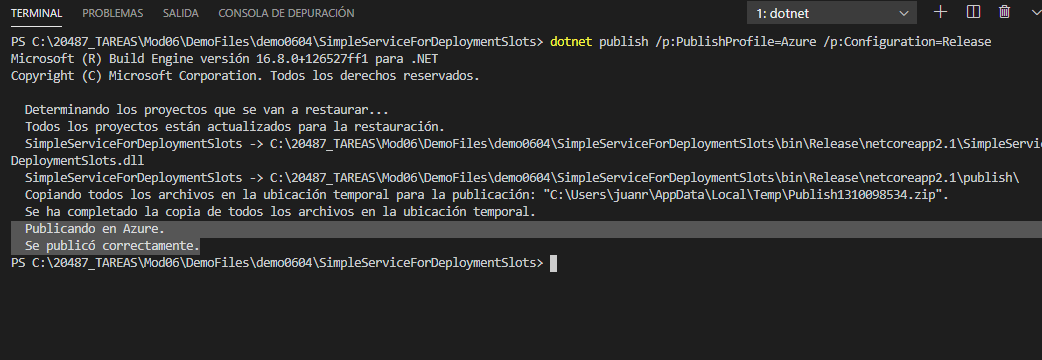 TERMINAL PROBLEMAS SALIDA CONSOLA DE DEPURACIÓN 1: dotnet
PS C:\20487_TAREAS\Mod06\DemoFiles\demo0604\SimpleServiceForDeploymentSlots> dotnet publish /p:PublishProfile=Azure /p:Configuration=Release
Microsoft (R) Build Engine versión 16.8.0+126527ff1 para .NET
Copyright (C) Microsoft Corporation. Todos los derechos reservados.
Determinando los proyectos que se van a restaurar...
Todos los proyectos están actualizados para la restauración.
SimpleServiceForDeploymentSlots -> C:\20487_TAREAS\Mod06\DemoFiles\demo0604\SimpleServiceForDeploymentSlots\bin\Release\netcoreapp2.1\SimpleServic
DeploymentSlots.dll
SimpleServiceForDeploymentSlots -> C:\20487_TAREAS\Mod06\DemoFiles\demo0604\SimpleServiceForDeploymentSlots\bin\Release\netcoreapp2.1\publish\
Copiando todos los archivos en la ubicación temporal para la publicación: "C:\Users\juanr\AppData\Local\Temp\Publish1310098534.zip".
Se ha completado la copia de todos los archivos en la ubicación temporal.
Publicando en Azure.
Se publicó correctamente.
PS C:\20487_TAREAS\Mod06\DemoFiles\demo0604\SimpleServiceForDeploymentSlots>